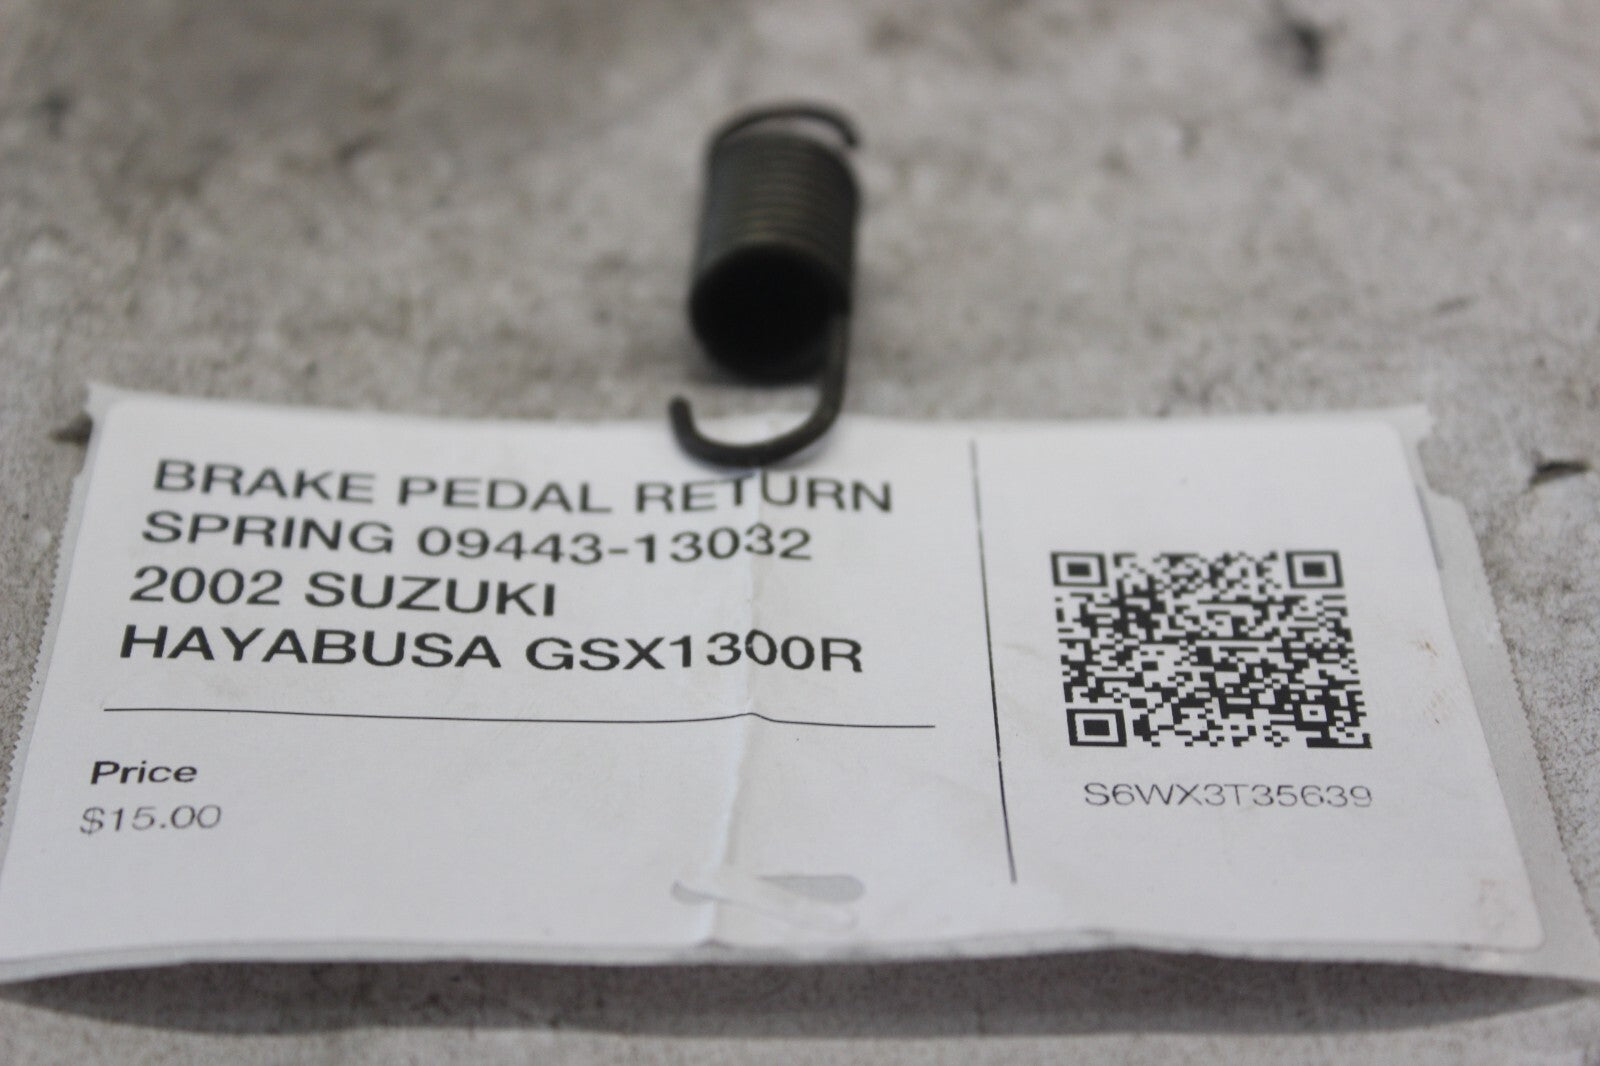 BRAKE PEDAL RETURN
SPRING 09443-13032
2002 SUZUKI
HAYABUSA GSX1300R
Price
$15.00
S6WX3T35639